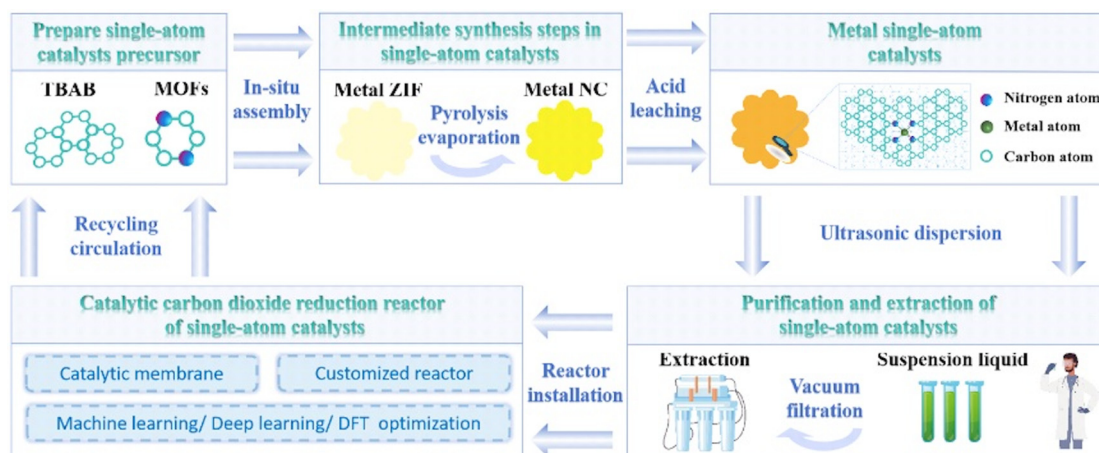 Prepare single-atom
catalysts precursor
TBAB
MOFs
In-situ
assembly
Intermediate synthesis steps in
single-atom catalysts
Metal ZIF
Metal NC
Pyrolysis
evaporation
Acid
leaching
Metal single-atom
catalysts
Nitrogen atom
Metal atom
Carbon atom
Ultrasonic dispersion
Purification and extraction of
single-atom catalysts
Extraction
Suspension liquid
Vacuum
filtration
Reactor
installation
Catalytic carbon dioxide reduction reactor
of single-atom catalysts
Catalytic membrane
Customized reactor
Machine learning/ Deep learning/ DFT optimization
Recycling
circulation